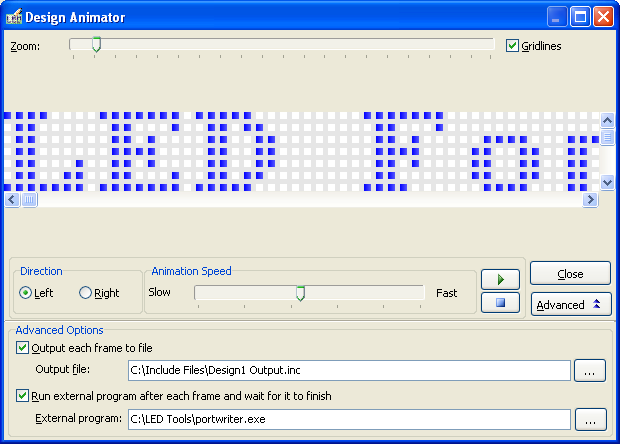 Design Animator
Zoom:
Gridlines
LED For
Direction
Left
Right
Animation Speed
Slow
Fast
Close
Advanced
Advanced Options
Output each frame to file
Output file:
C:\Include Files\Design1 Output.inc
...
Run external program after each frame and wait for it to finish
External program:
C:\LED Tools\portwriter.exe
...